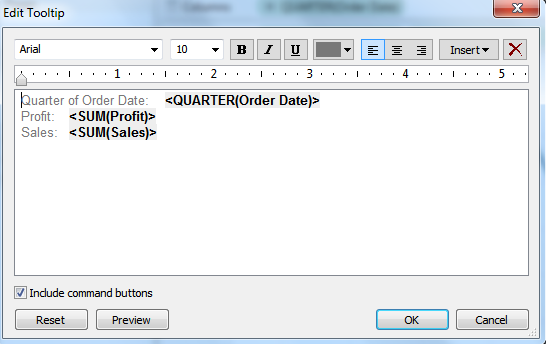 Edit Tooltip
Arial 10 B I U Insert
1 2 3 4 5
Quarter of Order Date: <QUARTER(Order Date)>
Profit: <SUM(Profit)>
Sales: <SUM(Sales)>
Include command buttons
Reset Preview OK Cancel